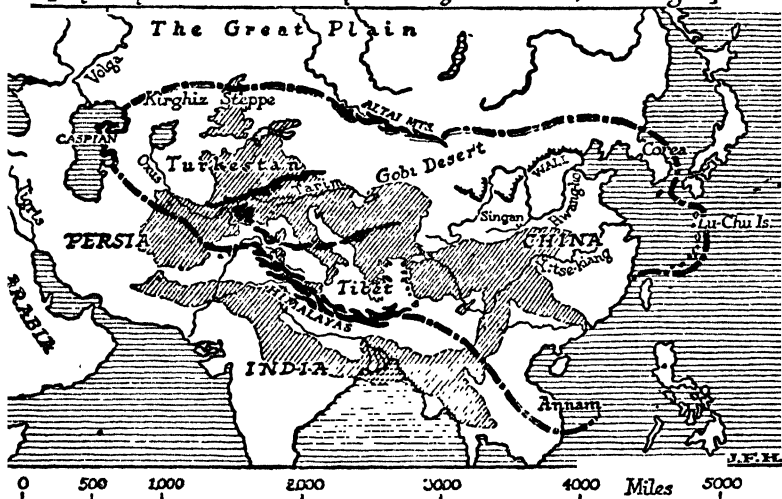 The Great Plain
Volga
Kirghiz Steppe
ALTAI MTS.
CASPIAN
Corea
Oxus
Turkestan
Gobi Desert
WALL
Tarim
Tigris
Singan
Hwangho
Lu-Chu Is.
PERSIA
CHINA
Y.tse-kiang
Tibet
ARABIA
HIMALAYAS
INDIA
Annam
J.F.H.
0 500 1000 2000 3000 4000 Miles 5000